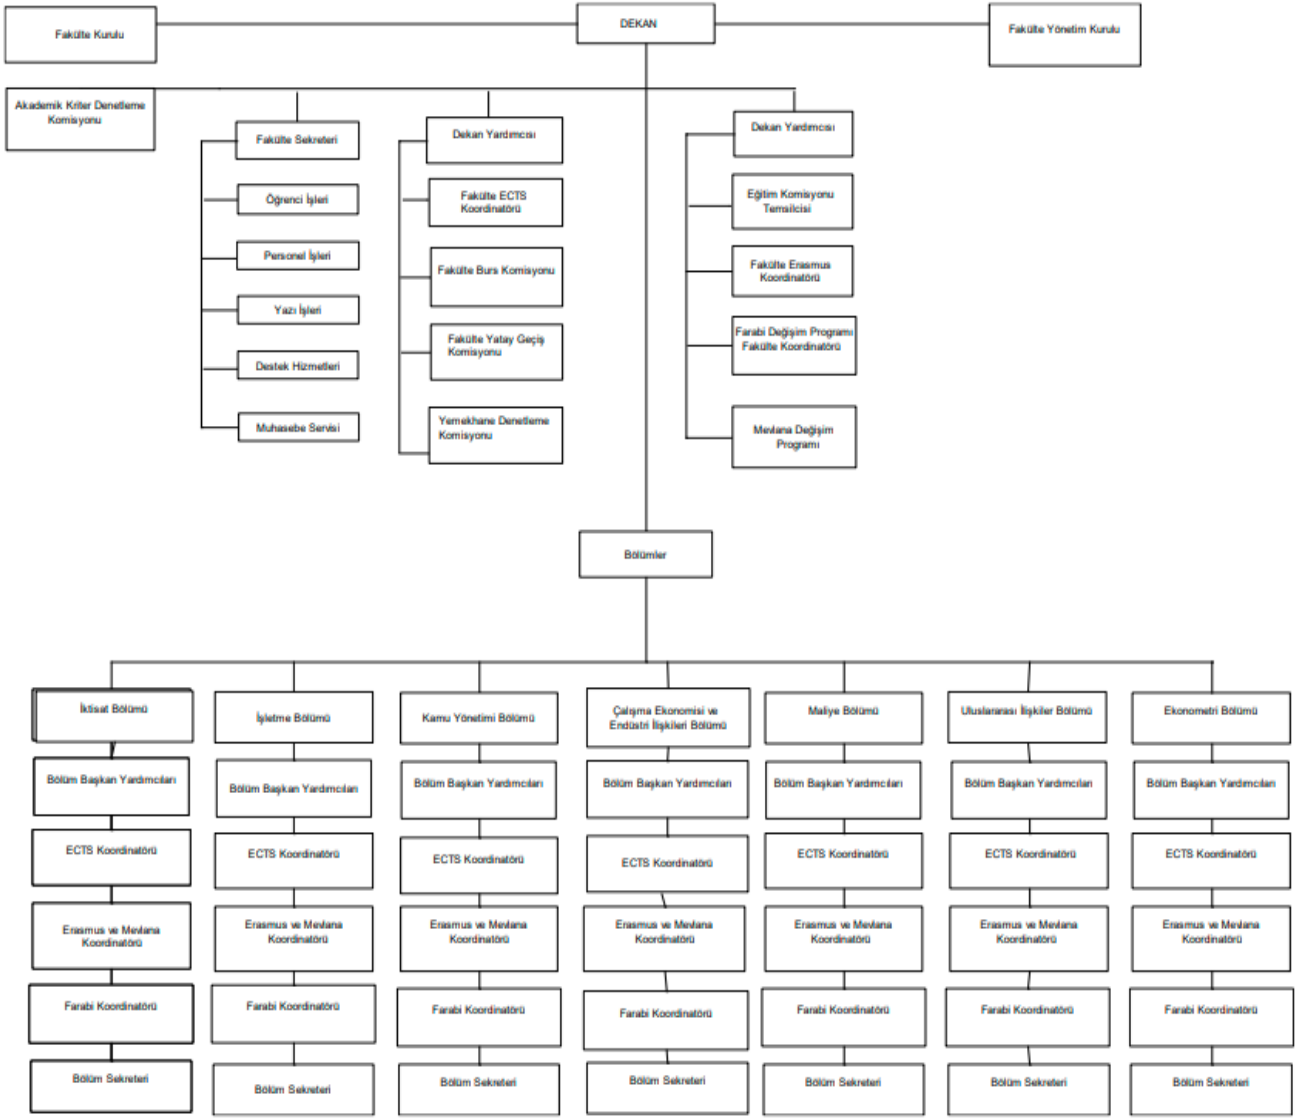 Fakülte Kurulu
DEKAN
Fakülte Yönetim Kurulu
Akademik Kriter Denetleme
Komisyonu
Fakülte Sekreteri
Öğrenci İşleri
Personel İşleri
Yazı İşleri
Destek Hizmetleri
Muhasebe Servisi
Dekan Yardımcısı
Fakülte ECTS
Koordinatörü
Fakülte Burs Komisyonu
Fakülte Yatay Geçiş
Komisyonu
Yemekhane Denetleme
Komisyonu
Dekan Yardımcısı
Eğitim Komisyonu
Temsilcisi
Fakülte Erasmus
Koordinatörü
Farabi Değişim Programı
Fakülte Koordinatörü
Mevlana Değişim
Programı
Bölümler
İktisat Bölümü
Bölüm Başkan Yardımcıları
ECTS Koordinatörü
Erasmus ve Mevlana
Koordinatörü
Farabi Koordinatörü
Bölüm Sekreteri
İşletme Bölümü
Bölüm Başkan Yardımcıları
ECTS Koordinatörü
Erasmus ve Mevlana
Koordinatörü
Farabi Koordinatörü
Bölüm Sekreteri
Kamu Yönetimi Bölümü
Bölüm Başkan Yardımcıları
ECTS Koordinatörü
Erasmus ve Mevlana
Koordinatörü
Farabi Koordinatörü
Bölüm Sekreteri
Çalışma Ekonomisi ve
Endüstri İlişkileri Bölümü
Bölüm Başkan Yardımcıları
ECTS Koordinatörü
Erasmus ve Mevlana
Koordinatörü
Farabi Koordinatörü
Bölüm Sekreteri
Maliye Bölümü
Bölüm Başkan Yardımcıları
ECTS Koordinatörü
Erasmus ve Mevlana
Koordinatörü
Farabi Koordinatörü
Bölüm Sekreteri
Uluslararası İlişkiler Bölümü
Bölüm Başkan Yardımcıları
ECTS Koordinatörü
Erasmus ve Mevlana
Koordinatörü
Farabi Koordinatörü
Bölüm Sekreteri
Ekonometri Bölümü
Bölüm Başkan Yardımcıları
ECTS Koordinatörü
Erasmus ve Mevlana
Koordinatörü
Farabi Koordinatörü
Bölüm Sekreteri